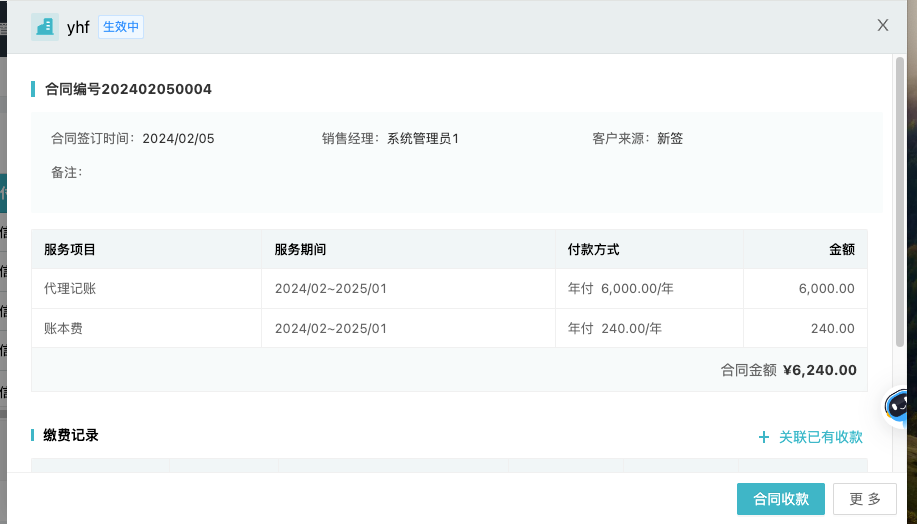 yhf 生效中
合同编号202402050004
合同签订时间：2024/02/05 销售经理：系统管理员1 客户来源：新签
备注：
服务项目 服务期间 付款方式 金额
代理记账 2024/02~2025/01 年付 6,000.00/年 6,000.00
账本费 2024/02~2025/01 年付 240.00/年 240.00
合同金额 ¥6,240.00
缴费记录 + 关联已有收款
合同收款 更多